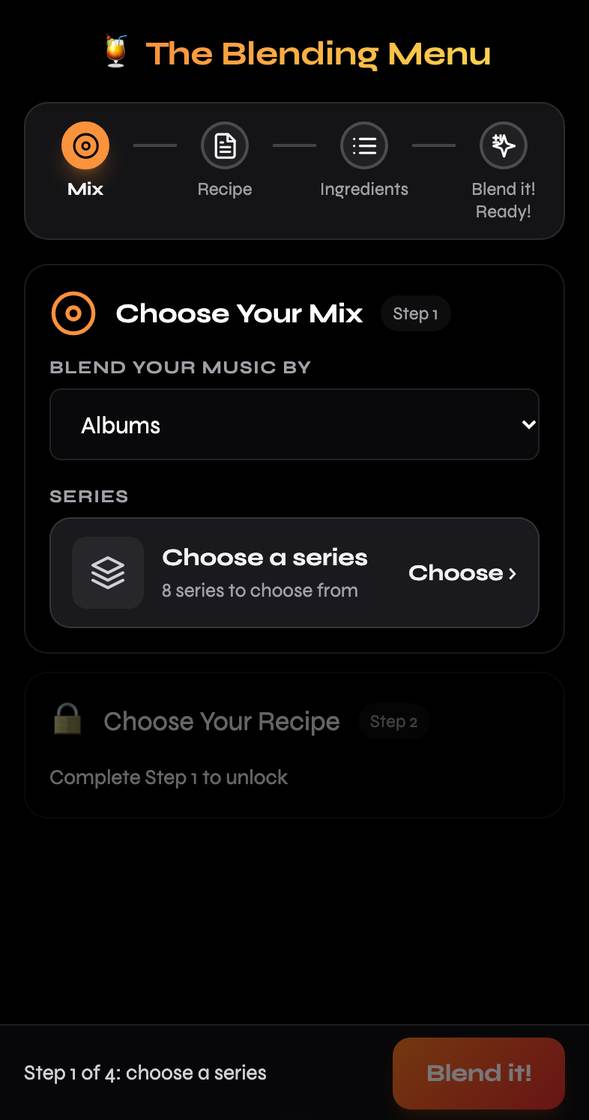 The Blending Menu
Mix
Recipe
Ingredients
Blend it!
Ready!
Choose Your Mix
Step 1
BLEND YOUR MUSIC BY
Albums
SERIES
Choose a series
8 series to choose from
Choose ›
Choose Your Recipe
Step 2
Complete Step 1 to unlock
Step 1 of 4: choose a series
Blend it!